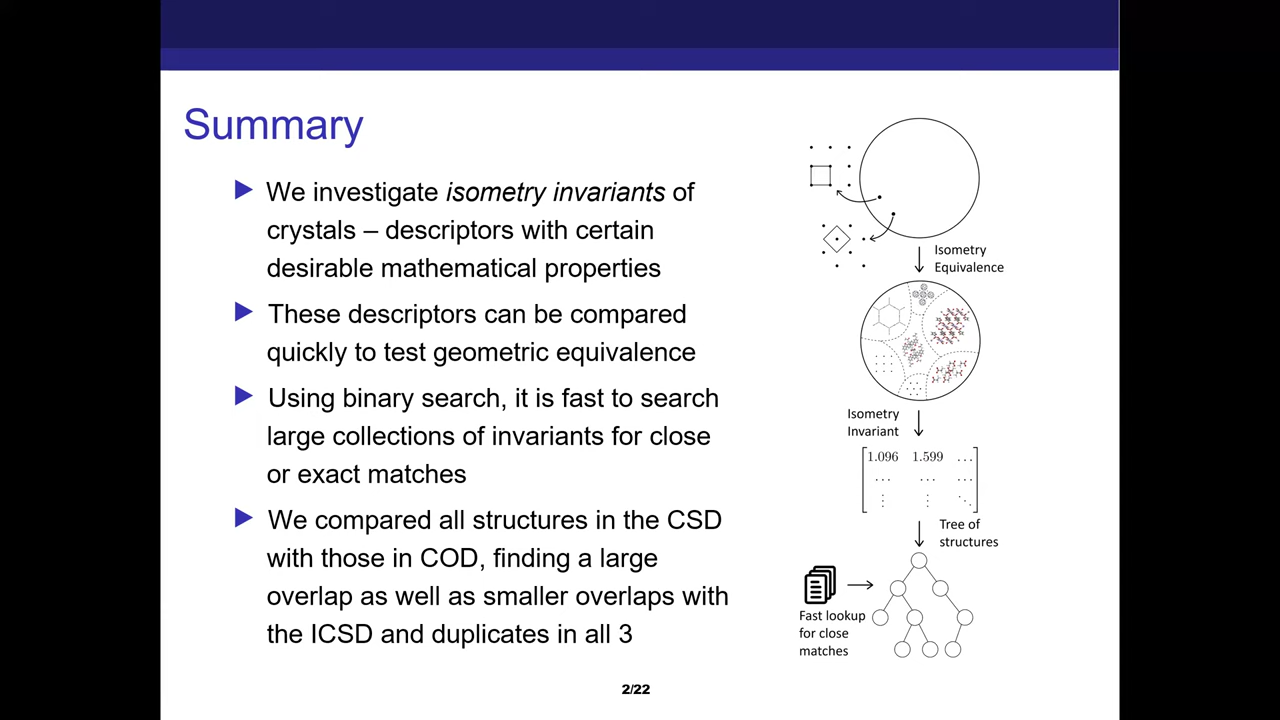 Summary
We investigate isometry invariants of
crystals – descriptors with certain
desirable mathematical properties
These descriptors can be compared
quickly to test geometric equivalence
Using binary search, it is fast to search
large collections of invariants for close
or exact matches
We compared all structures in the CSD
with those in COD, finding a large
overlap as well as smaller overlaps with
the ICSD and duplicates in all 3
Isometry
Equivalence
Isometry
Invariant
1.096 1.599 ...
... ... ...
⋮ ⋮ ⋱
Tree of
structures
Fast lookup
for close
matches
2/22